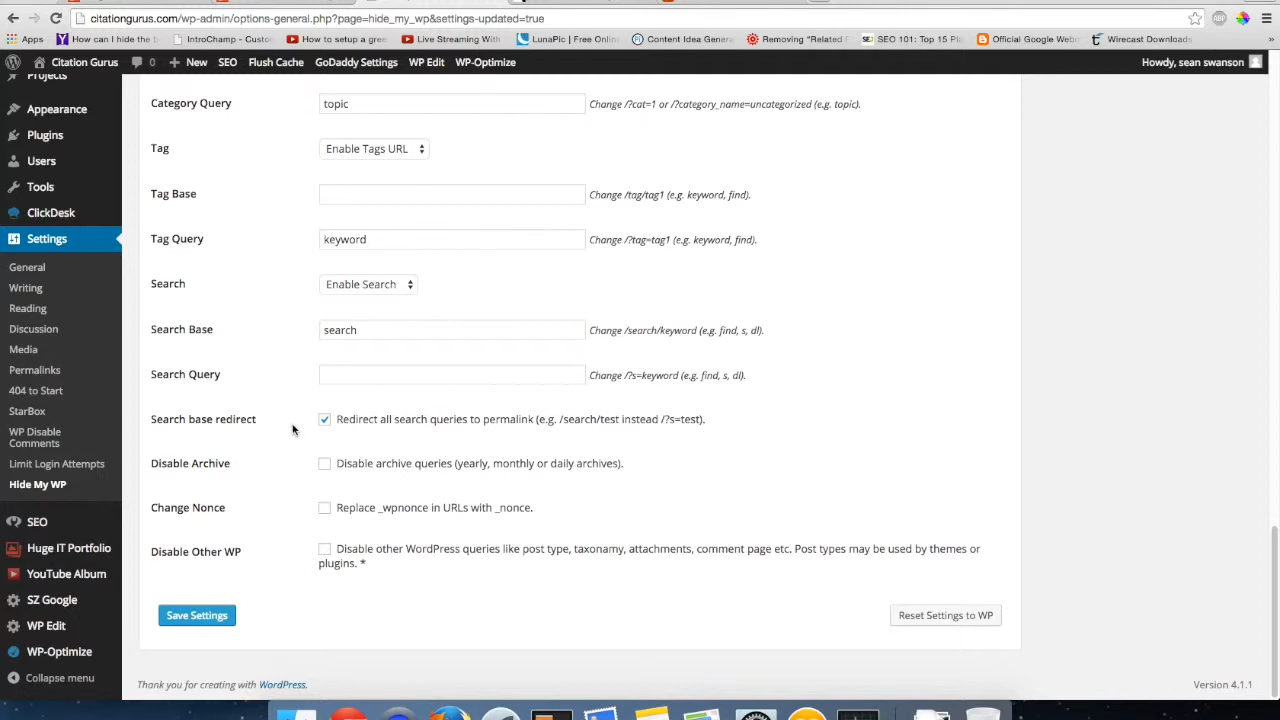 citationgurus.com/wp-admin/options-general.php?page=hide_my_wp&settings-updated=true
Apps How can I hide the b IntroChamp - Custo How to setup a gree Live Streaming With LunaPic | Free Onlin Content Idea Genera Removing "Related SEO 101: Top 15 Pl Official Google Web Wirecast Downloads »
Citation Gurus 0 New SEO Flush Cache GoDaddy Settings WP Edit WP-Optimize Howdy, sean swanson
Projects
Appearance
Plugins
Users
Tools
ClickDesk
Settings
General
Writing
Reading
Discussion
Media
Permalinks
404 to Start
StarBox
WP Disable
Comments
Limit Login Attempts
Hide My WP
SEO
Huge IT Portfolio
YouTube Album
SZ Google
WP Edit
WP-Optimize
Collapse menu
Category Query topic Change /?cat=1 or /?category_name=uncategorized (e.g. topic).
Tag Enable Tags URL
Tag Base Change /tag/tag1 (e.g. keyword, find).
Tag Query keyword Change /?tag=tag1 (e.g. keyword, find).
Search Enable Search
Search Base search Change /search/keyword (e.g. find, s, dl).
Search Query Change /?s=keyword (e.g. find, s, dl).
Search base redirect Redirect all search queries to permalink (e.g. /search/test instead /?s=test).
Disable Archive Disable archive queries (yearly, monthly or daily archives).
Change Nonce Replace _wpnonce in URLs with _nonce.
Disable Other WP Disable other WordPress queries like post type, taxonamy, attachments, comment page etc. Post types may be used by themes or
plugins. *
Save Settings Reset Settings to WP
Thank you for creating with WordPress. Version 4.1.1